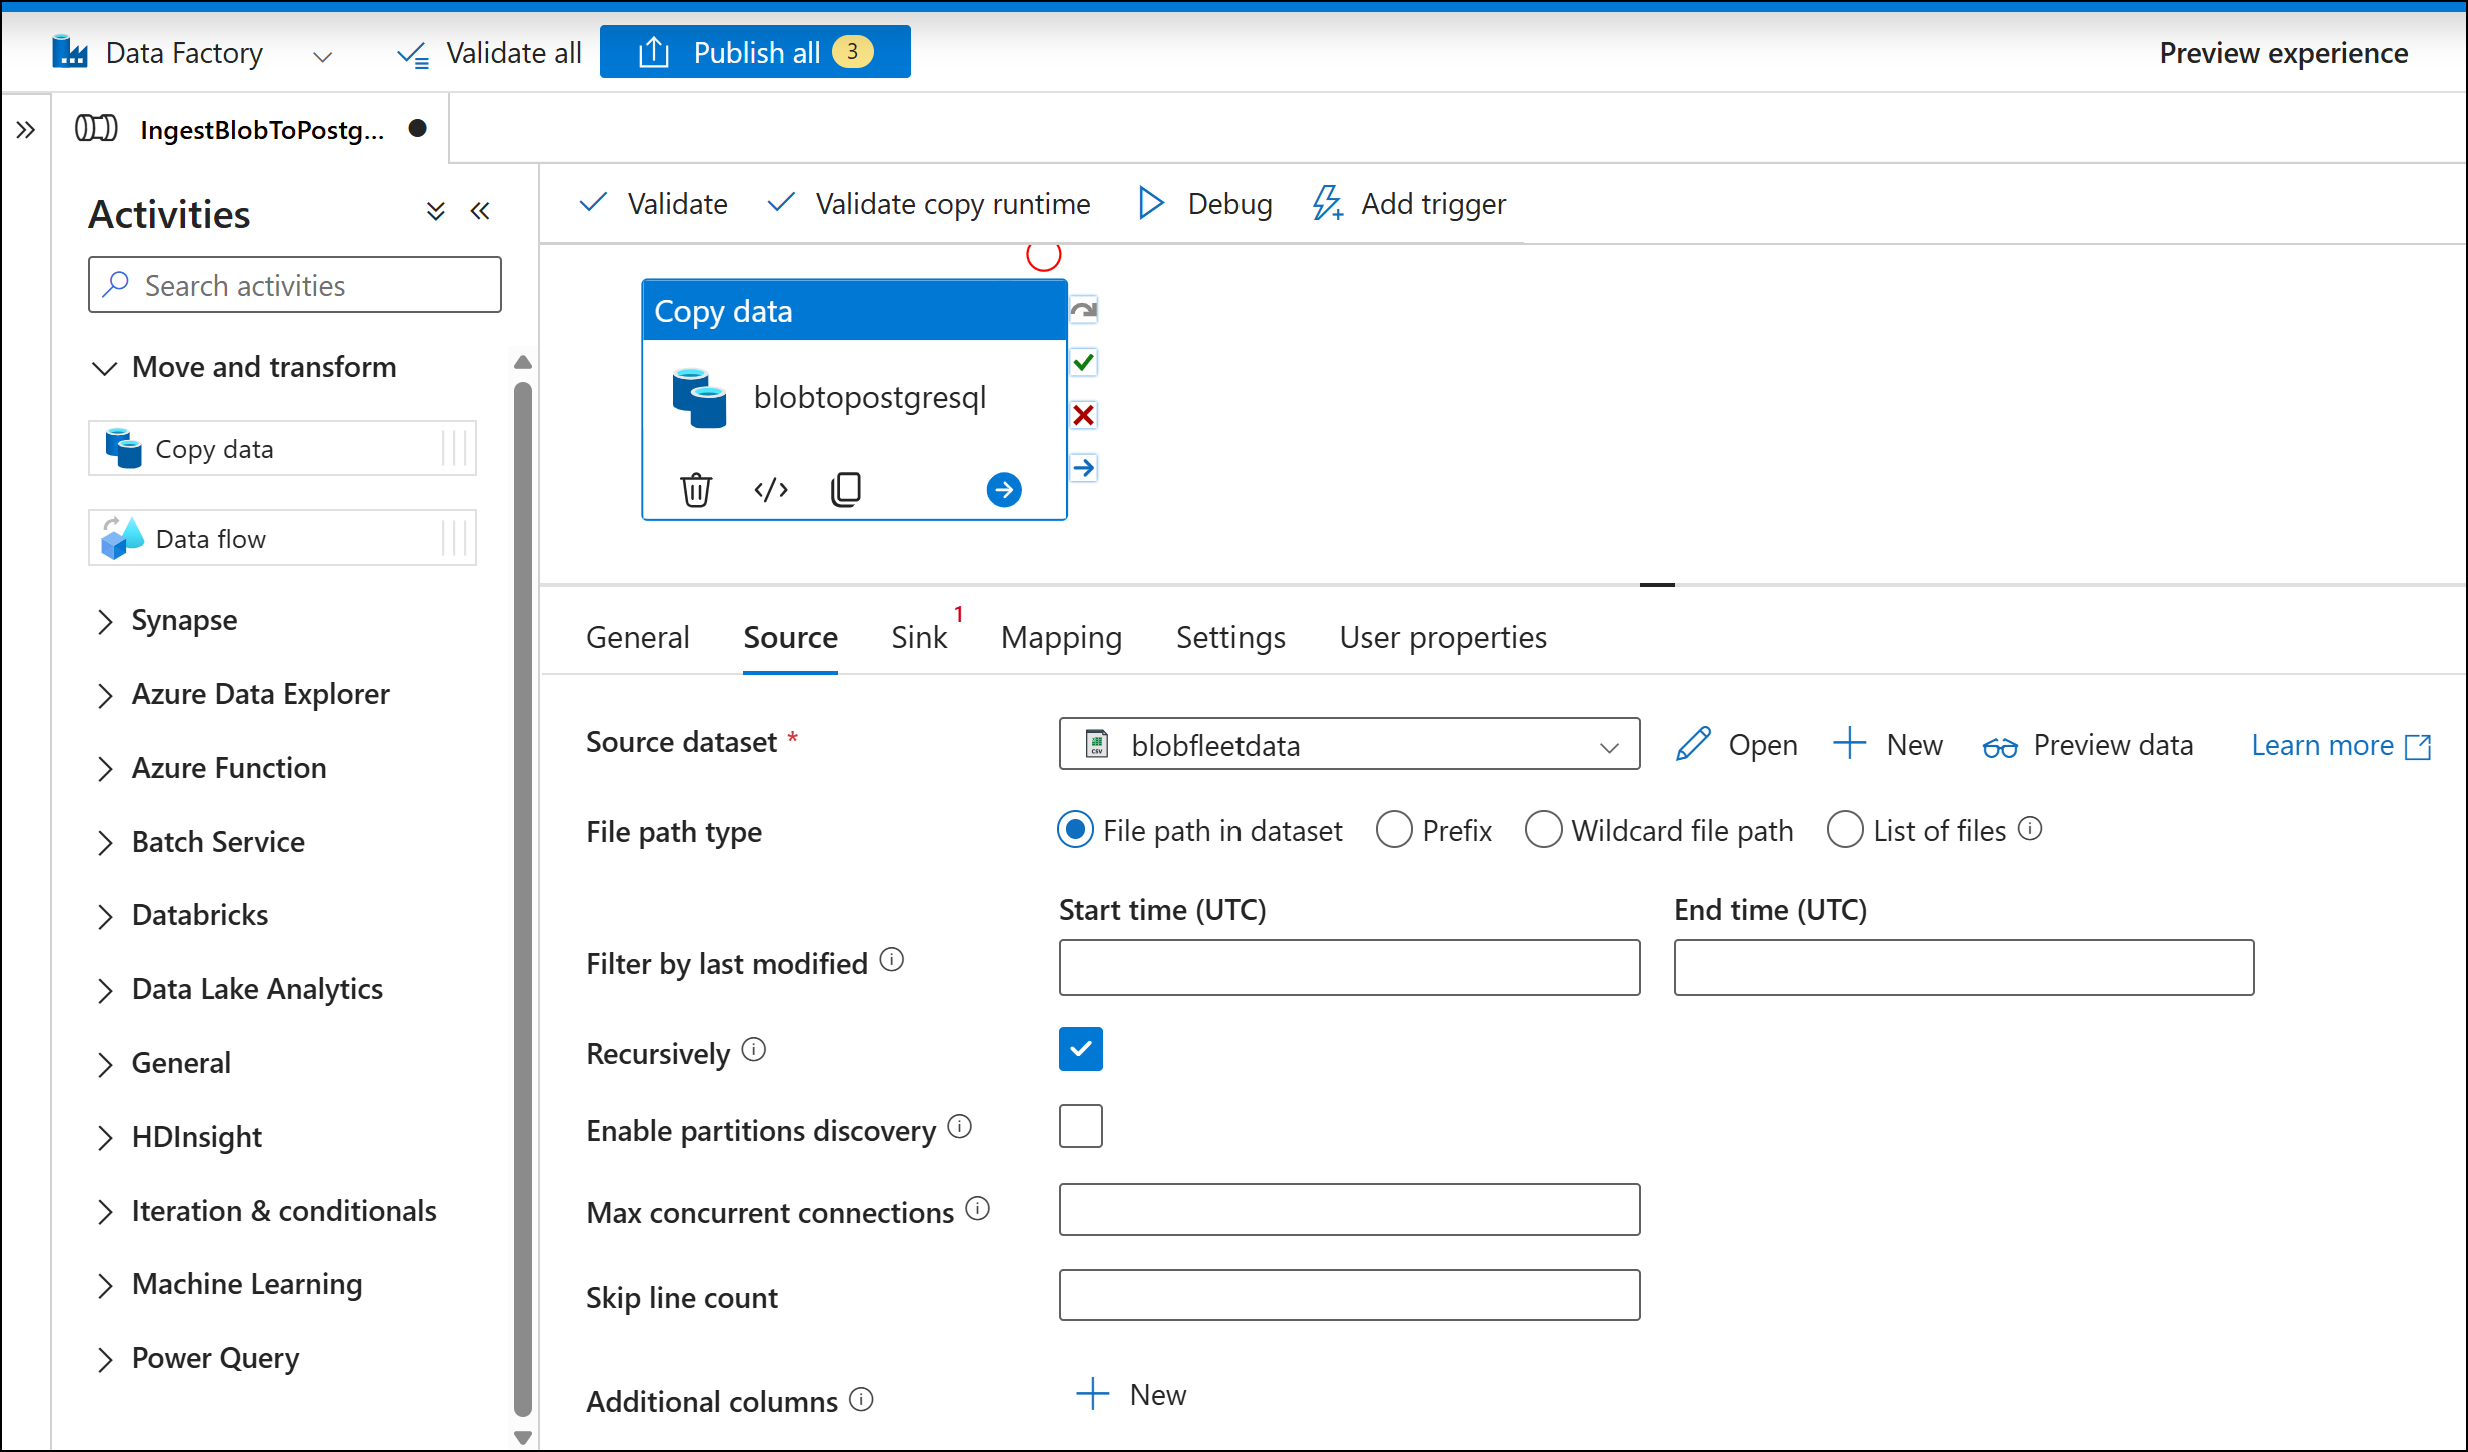 Data Factory
Validate all
Publish all 3
Preview experience
IngestBlobToPostg...
Activities
Search activities
Move and transform
Copy data
Data flow
Synapse
Azure Data Explorer
Azure Function
Batch Service
Databricks
Data Lake Analytics
General
HDInsight
Iteration & conditionals
Machine Learning
Power Query
Validate
Validate copy runtime
Debug
Add trigger
Copy data
blobtopostgresql
General
Source
Sink 1
Mapping
Settings
User properties
Source dataset *
CSV
blobfleetdata
Open
New
Preview data
Learn more
File path type
File path in dataset
Prefix
Wildcard file path
List of files
Start time (UTC)
End time (UTC)
Filter by last modified
Recursively
Enable partitions discovery
Max concurrent connections
Skip line count
Additional columns
New